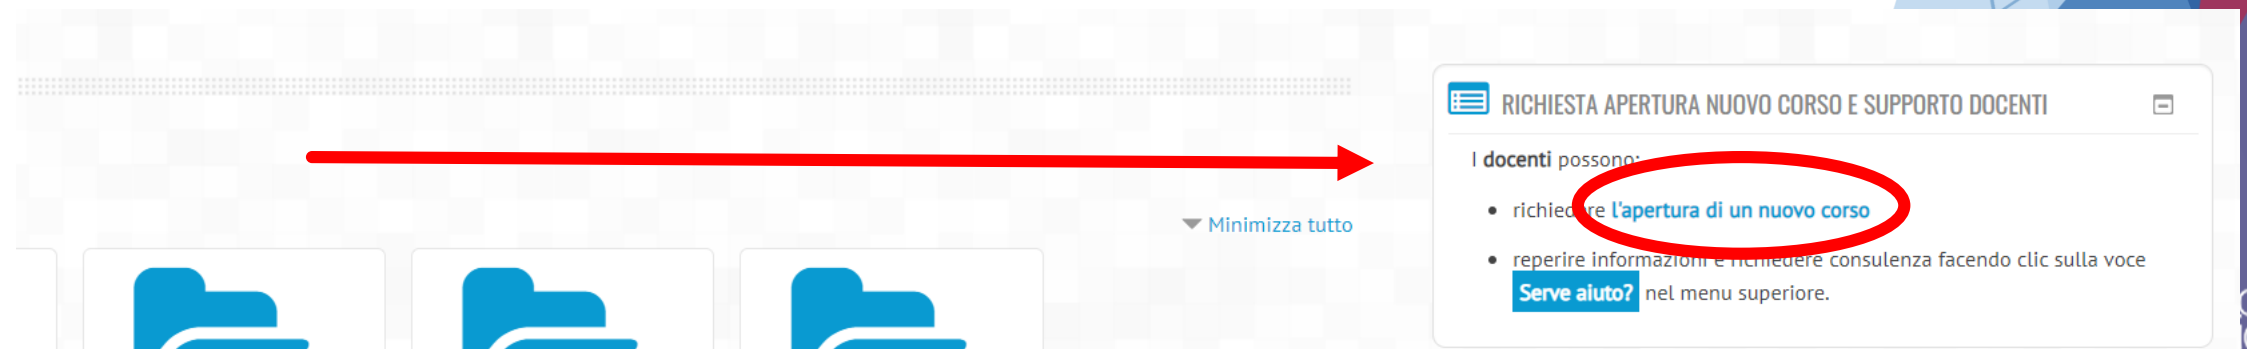 RICHIESTA APERTURA NUOVO CORSO E SUPPORTO DOCENTI
I docenti possono:
richiedere l'apertura di un nuovo corso
reperire informazioni e richiedere consulenza facendo clic sulla voce
Serve aiuto? nel menu superiore.
Minimizza tutto